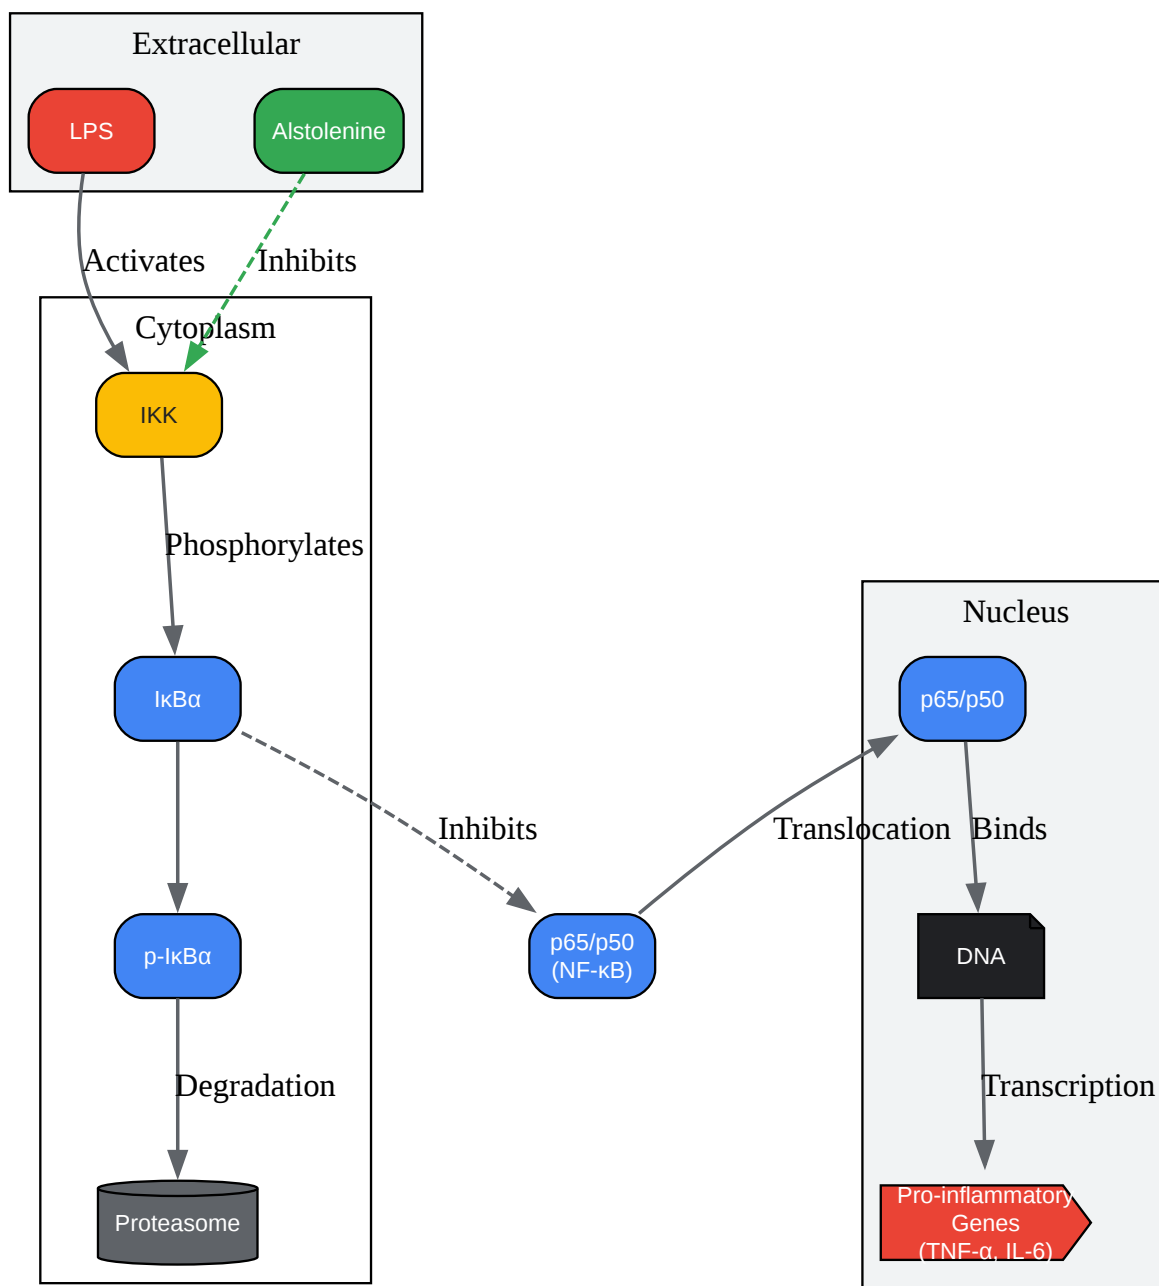 Extracellular
LPS
Alstolenine
Activates
Inhibits
Cytoplasm
IKK
Phosphorylates
Nucleus
IκBα
p65/p50
Inhibits
Translocation
Binds
p-IκBα
p65/p50
(NF-κB)
DNA
Degradation
Transcription
Proteasome
Pro-inflammatory
Genes
(TNF-α, IL-6)